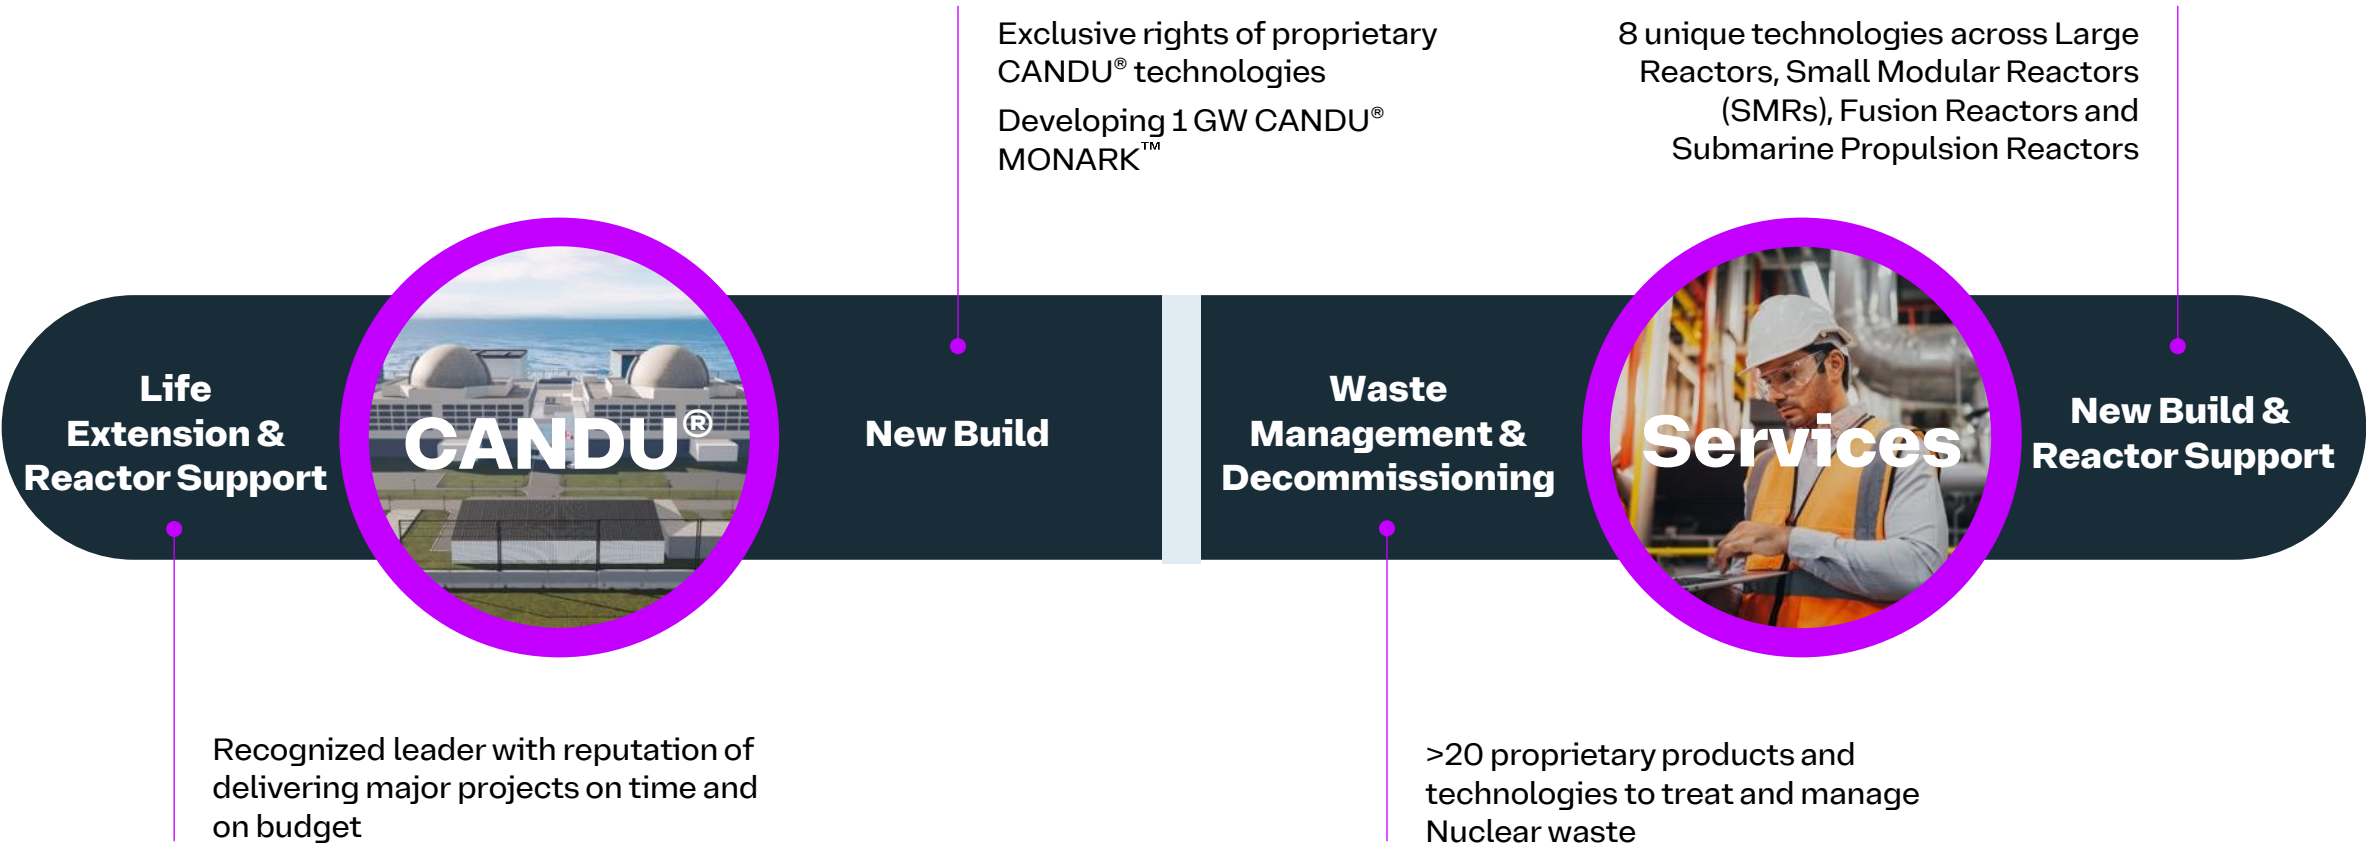 Exclusive rights of proprietary
CANDU® technologies
Developing 1 GW CANDU®
MONARK™
8 unique technologies across Large
Reactors, Small Modular Reactors
(SMRs), Fusion Reactors and
Submarine Propulsion Reactors
Life
Extension &
Reactor Support
CANDU®
New Build
Waste
Management &
Decommissioning
Services
New Build &
Reactor Support
Recognized leader with reputation of
delivering major projects on time and
on budget
>20 proprietary products and
technologies to treat and manage
Nuclear waste